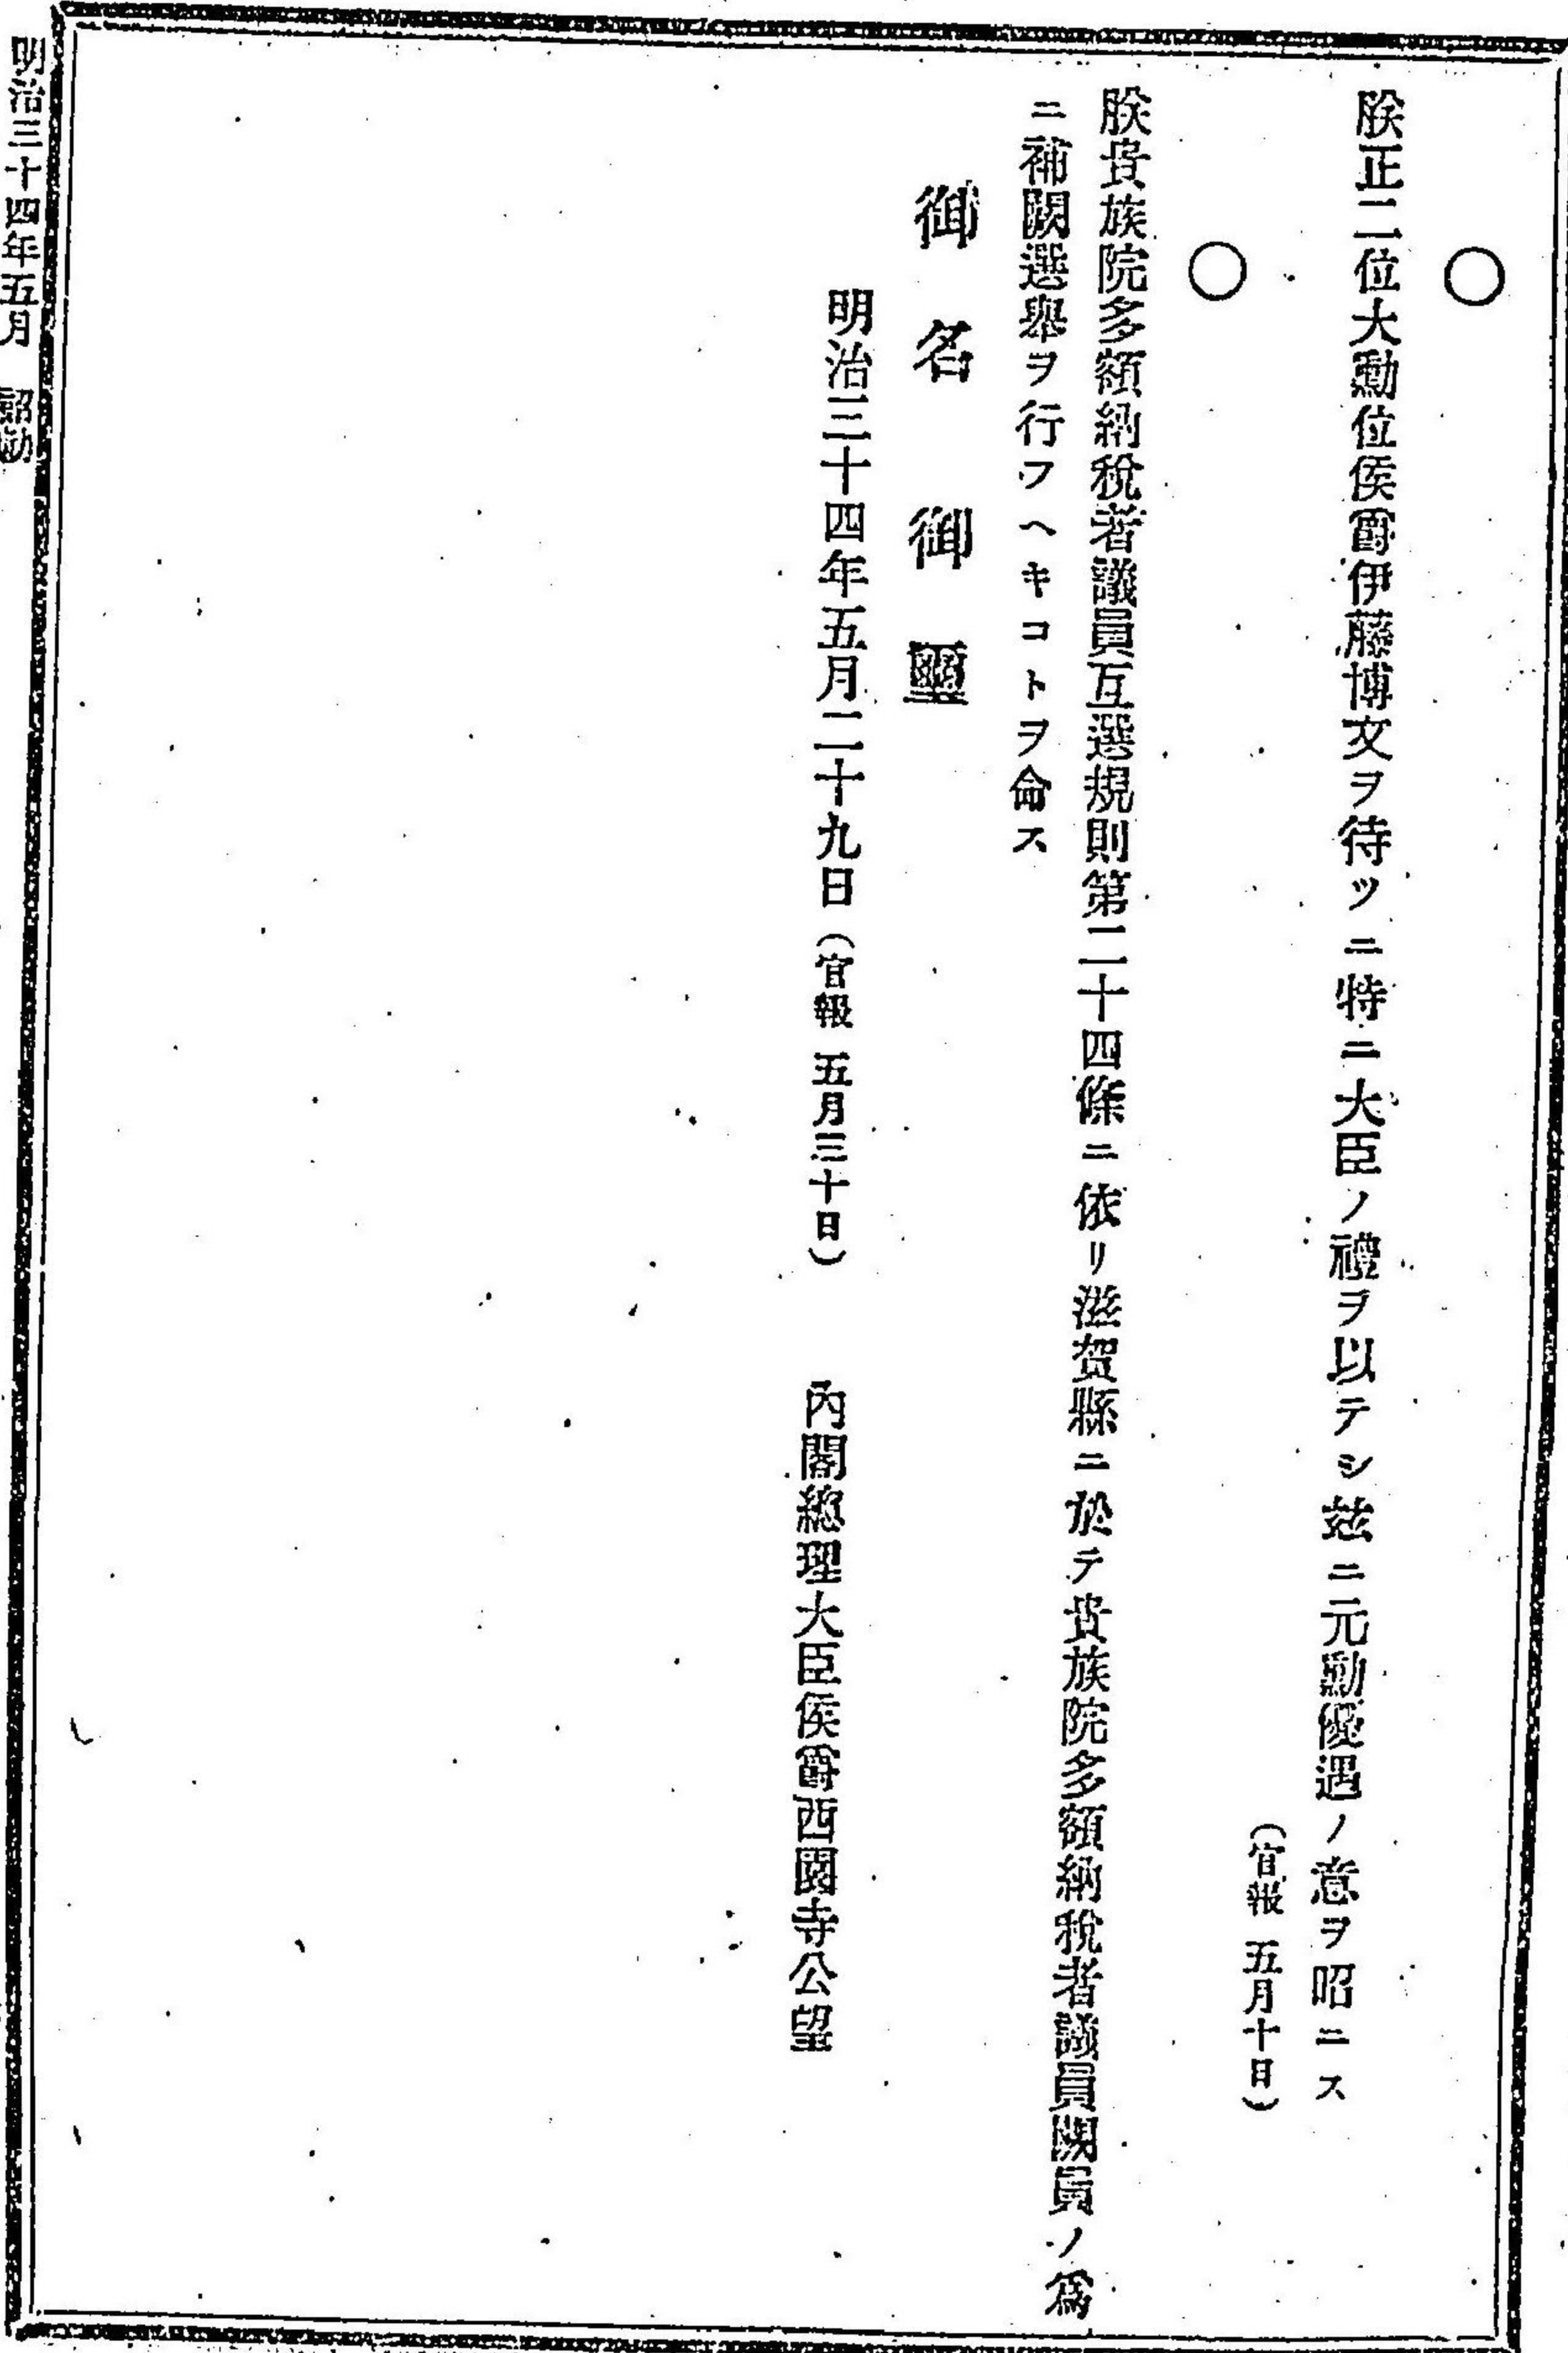 ○
朕正二位大勳位侯爵伊藤博文ヲ待ツニ特ニ大臣ノ禮ヲ以テシ玆ニ元勳優遇ノ意ヲ昭ニス
（官報 五月十日）
○
朕貴族院多額納稅者議員互選規則第二十四條ニ依リ滋賀縣ニ於テ貴族院多額納稅者議員闕員ノ爲
ニ補闕選擧ヲ行フヘキコトヲ命ス
御名 御璽
明治三十四年五月二十九日（官報 五月三十日） 內閣總理大臣侯爵西園寺公望
明治三十四年五月 詔勅